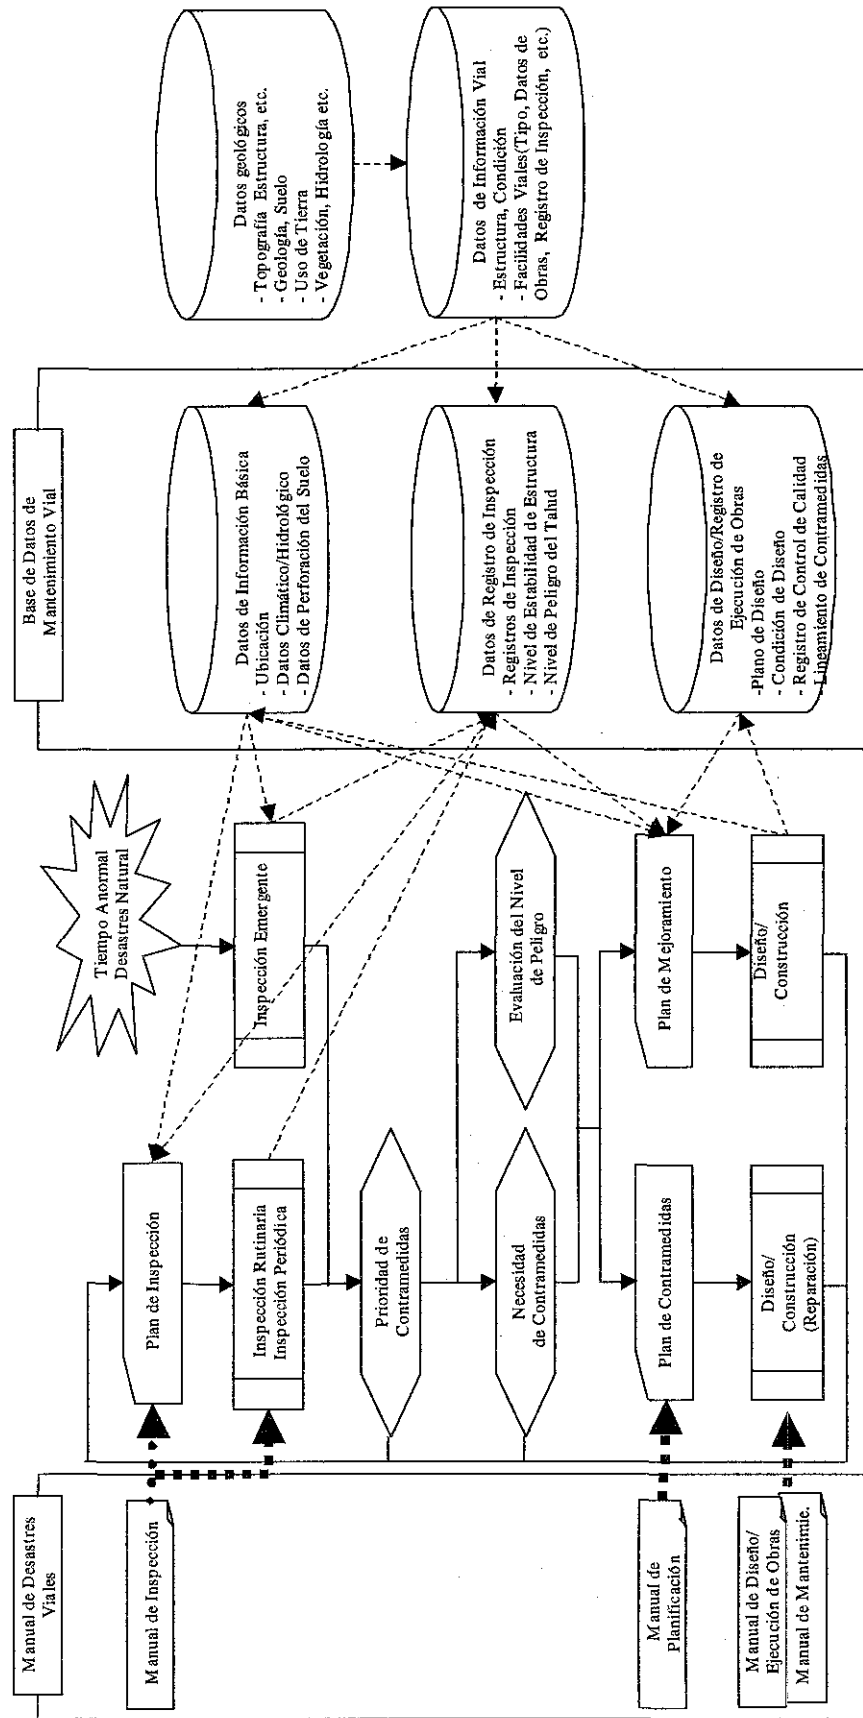 Manual de Desastres
Viales
Manual de Inspección
Manual de
Planificación
Manual de Diseño/
Ejecución de Obras
Manual de Mantenimie.
Plan de Inspección
Inspección Rutinaria
Inspección Periódica
Prioridad de
Contramedidas
Necesidad
de Contramedidas
Plan de Contramedidas
Diseño/
Construcción
(Reparación)
Tiempo Anormal
Desastres Natural
Inspección Emergente
Evaluación del Nivel
de Peligro
Plan de Mejoramiento
Diseño/
Construcción
Base de Datos de
Mantenimiento Vial
Datos de Información Básica
- Ubicación
- Datos Climático/Hidrológico
- Datos de Perforación del Suelo
Datos de Registro de Inspección
- Registros de Inspección
- Nivel de Estabilidad de Estructura
- Nivel de Peligro del Talud
Datos de Diseño/Registro de
Ejecución de Obras
-Plano de Diseño
- Condición de Diseño
- Registro de Control de Calidad
- Lineamiento de Contramedidas
Datos geológicos
- Topografía Estructura, etc.
- Geología, Suelo
- Uso de Tierra
- Vegetación, Hidrología etc.
Datos de Información Vial
- Estructura, Condición
- Facilidades Viales(Tipo, Datos de
Obras, Registro de Inspección, etc.)